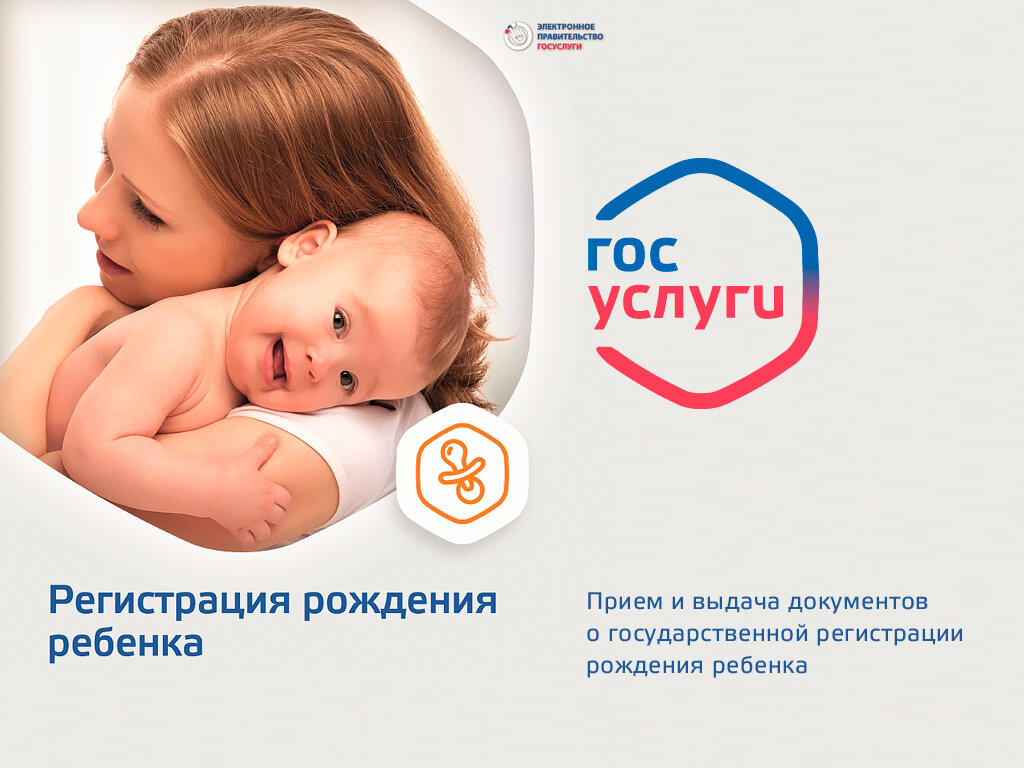 ЭЛЕКТРОННОЕ
ПРАВИТЕЛЬСТВО
ГОСУСЛУГИ
гос
услуги
Регистрация рождения
ребенка
Прием и выдача документов
о государственной регистрации
рождения ребенка